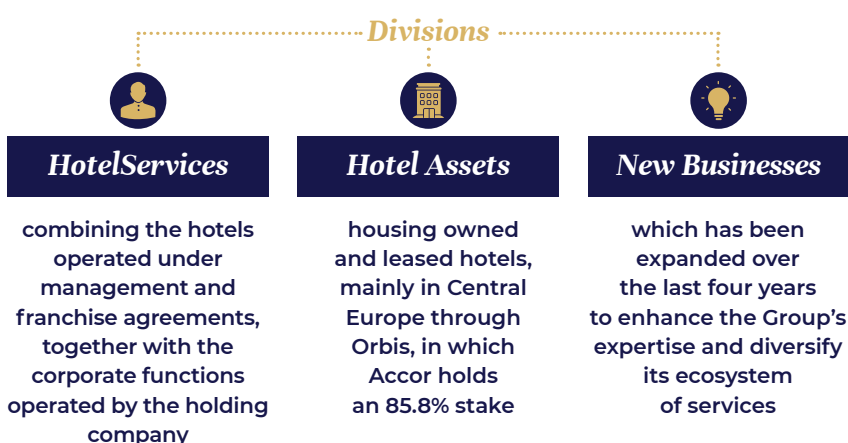 Divisions
HotelServices
combining the hotels
operated under
management and
franchise agreements,
together with the
corporate functions
operated by the holding
company
Hotel Assets
housing owned
and leased hotels,
mainly in Central
Europe through
Orbis, in which
Accor holds
an 85.8% stake
New Businesses
which has been
expanded over
the last four years
to enhance the Group’s
expertise and diversify
its ecosystem
of services